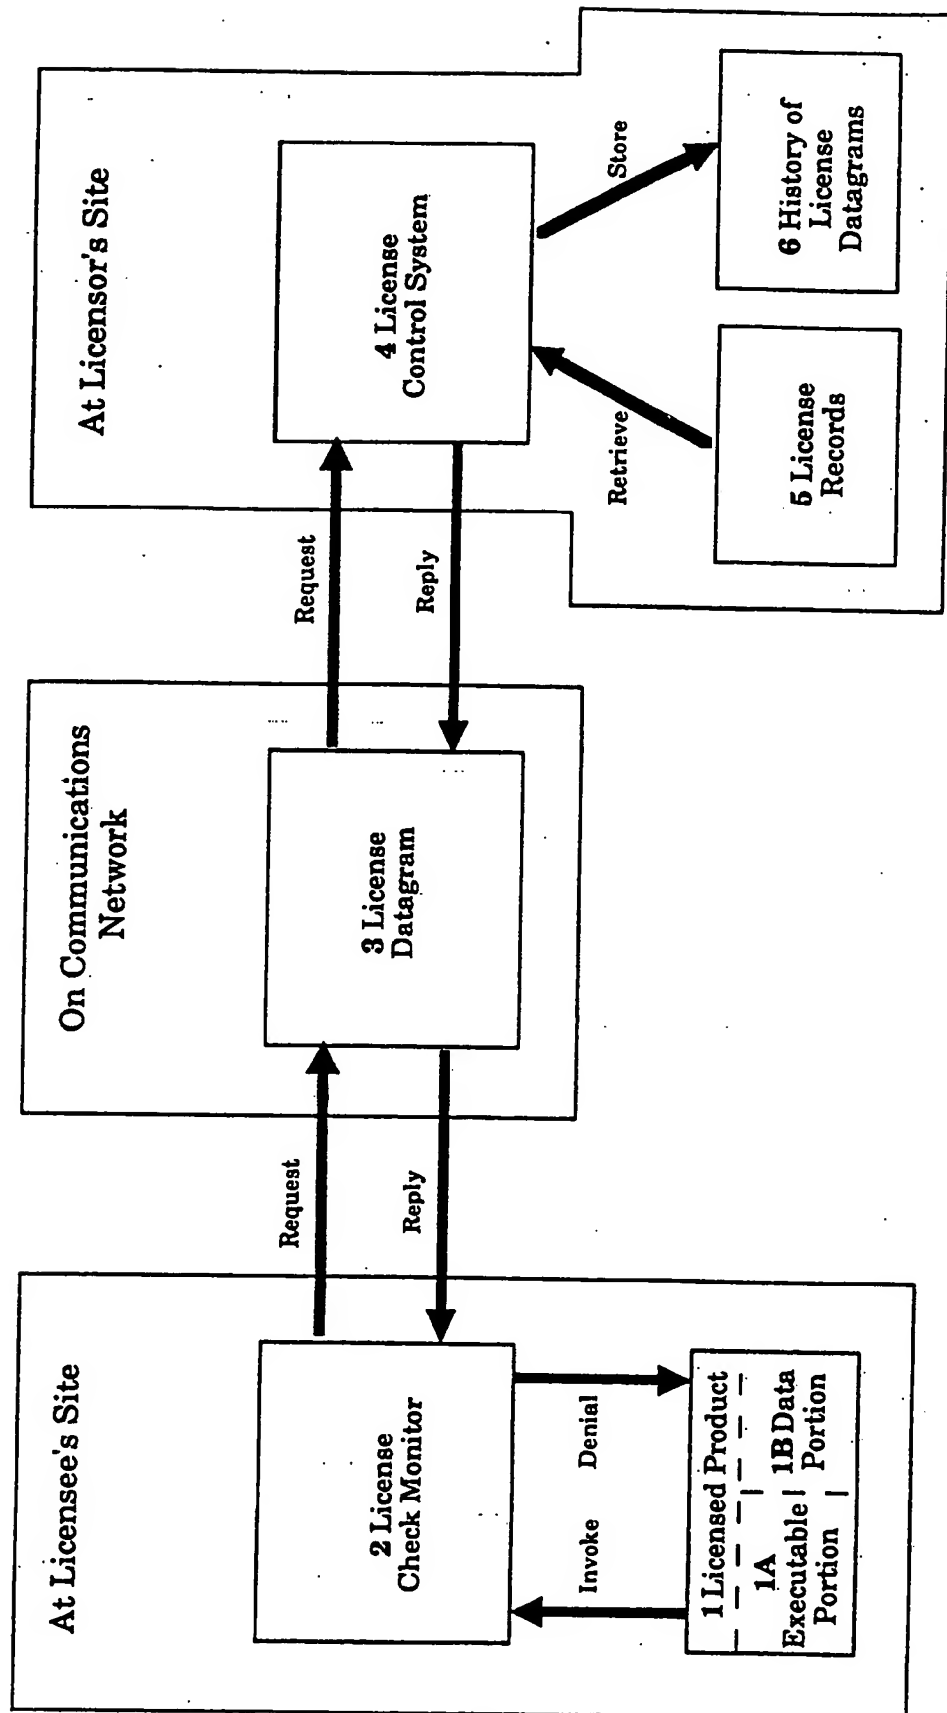 At Licensee's Site
2 License
Check Monitor
Invoke
Denial
1 Licensed Product
1A
Executable
Portion
1B Data
Portion
Request
Reply
On Communications
Network
3 License
Datagram
Request
Reply
At Licensor's Site
4 License
Control System
Retrieve
Store
5 License
Records
6 History of
License
Datagrams